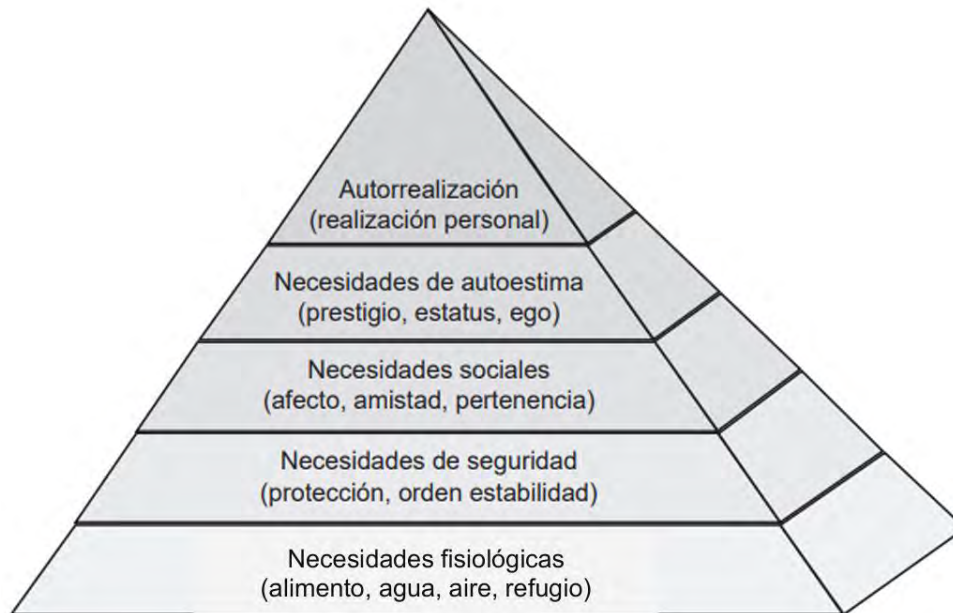 Autorrealización
(realización personal)
Necesidades de autoestima
(prestigio, estatus, ego)
Necesidades sociales
(afecto, amistad, pertenencia)
Necesidades de seguridad
(protección, orden estabilidad)
Necesidades fisiológicas
(alimento, agua, aire, refugio)